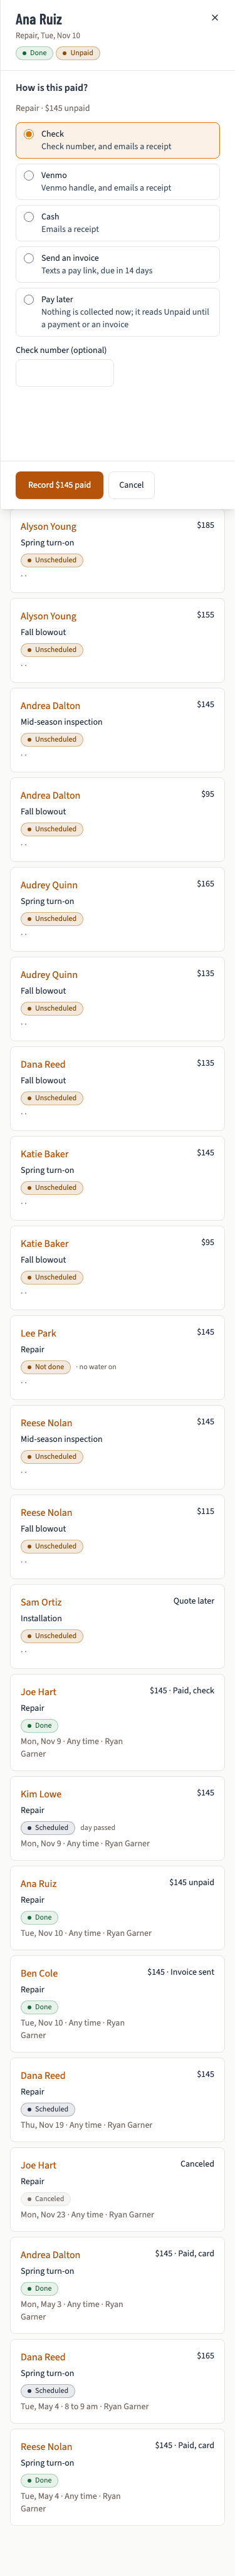 Ana Ruiz
Repair, Tue, Nov 10
Done Unpaid
How is this paid?
Repair · $145 unpaid
Check
Check number, and emails a receipt
Venmo
Venmo handle, and emails a receipt
Cash
Emails a receipt
Send an invoice
Texts a pay link, due in 14 days
Pay later
Nothing is collected now; it reads Unpaid until
a payment or an invoice
Check number (optional)
Record $145 paid Cancel
Alyson Young $185
Spring turn-on
Unscheduled
· ·
Alyson Young $155
Fall blowout
Unscheduled
· ·
Andrea Dalton $145
Mid-season inspection
Unscheduled
· ·
Andrea Dalton $95
Fall blowout
Unscheduled
· ·
Audrey Quinn $165
Spring turn-on
Unscheduled
· ·
Audrey Quinn $135
Fall blowout
Unscheduled
· ·
Dana Reed $135
Fall blowout
Unscheduled
· ·
Katie Baker $145
Spring turn-on
Unscheduled
· ·
Katie Baker $95
Fall blowout
Unscheduled
· ·
Lee Park $145
Repair
Not done · no water on
· ·
Reese Nolan $145
Mid-season inspection
Unscheduled
· ·
Reese Nolan $115
Fall blowout
Unscheduled
· ·
Sam Ortiz Quote later
Installation
Unscheduled
· ·
Joe Hart $145 · Paid, check
Repair
Done
Mon, Nov 9 · Any time · Ryan
Garner
Kim Lowe $145
Repair
Scheduled day passed
Mon, Nov 9 · Any time · Ryan Garner
Ana Ruiz $145 unpaid
Repair
Done
Tue, Nov 10 · Any time · Ryan Garner
Ben Cole $145 · Invoice sent
Repair
Done
Tue, Nov 10 · Any time · Ryan
Garner
Dana Reed $145
Repair
Scheduled
Thu, Nov 19 · Any time · Ryan Garner
Joe Hart Canceled
Repair
Canceled
Mon, Nov 23 · Any time · Ryan Garner
Andrea Dalton $145 · Paid, card
Spring turn-on
Done
Mon, May 3 · Any time · Ryan
Garner
Dana Reed $165
Spring turn-on
Scheduled
Tue, May 4 · 8 to 9 am · Ryan Garner
Reese Nolan $145 · Paid, card
Spring turn-on
Done
Tue, May 4 · Any time · Ryan
Garner